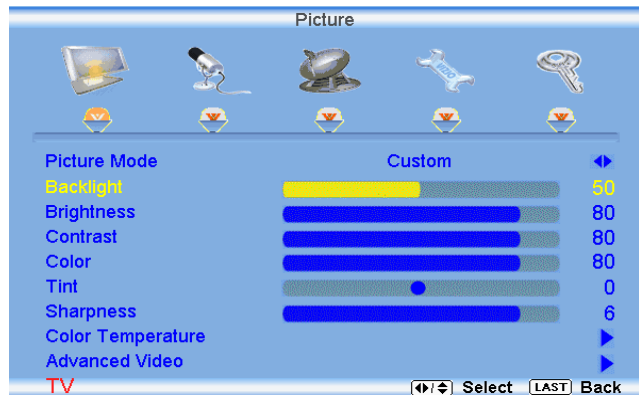 Picture
Picture Mode Custom
Backlight 50
Brightness 80
Contrast 80
Color 80
Tint 0
Sharpness 6
Color Temperature
Advanced Video
TV Select LAST Back